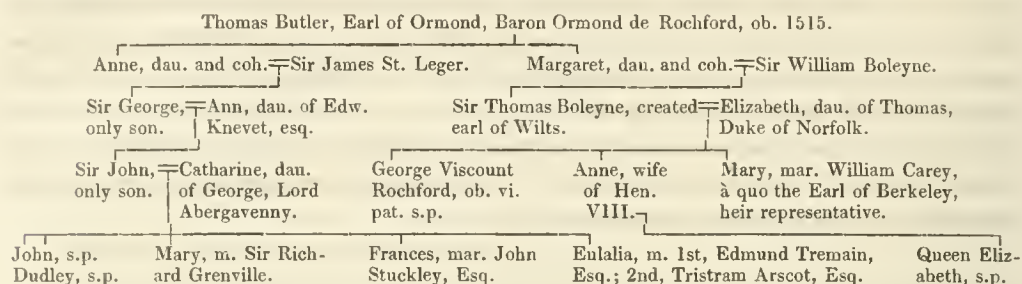 Thomas Butler, Earl of Ormond, Baron Ormond de Rochford, ob. 1515.
Anne, dau. and coh.=Sir James St. Leger.
Margaret, dau. and coh.=Sir William Boleyne.
Sir George,=Ann, dau. of Edw.
only son. Knevet, esq.
Sir Thomas Boleyne, created=Elizabeth, dau. of Thomas,
earl of Wilts. Duke of Norfolk.
Sir John,=Catharine, dau.
only son. of George, Lord
Abergavenny.
George Viscount
Rochford, ob. vi.
pat. s.p.
Anne, wife
of Hen.
VIII.
Mary, mar. William Carey,
à quo the Earl of Berkeley,
heir representative.
John, s.p.
Dudley, s.p.
Mary, m. Sir Rich-
ard Grenville.
Frances, mar. John
Stuckley, Esq.
Eulalia, m. 1st, Edmund Tremain,
Esq.; 2nd, Tristram Arscot, Esq.
Queen Eliz-
abeth, s.p.